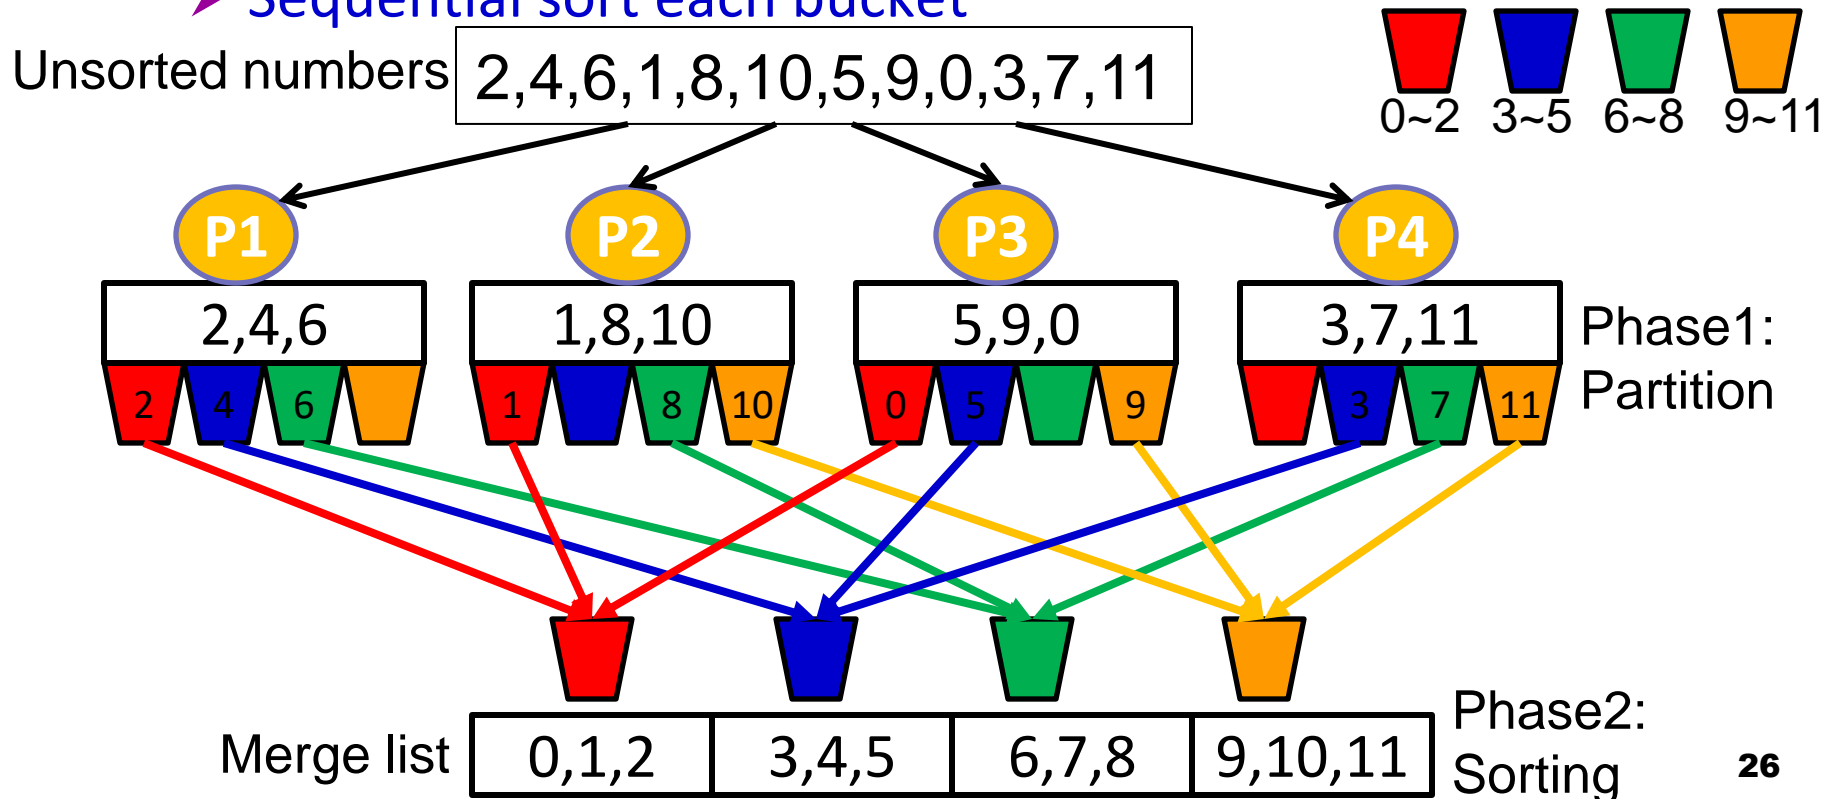 Sequential sort each bucket
Unsorted numbers 2,4,6,1,8,10,5,9,0,3,7,11
0~2 3~5 6~8 9~11
P1 P2 P3 P4
2,4,6 1,8,10 5,9,0 3,7,11
Phase1:
Partition
2 4 6 1 8 10 0 5 9 3 7 11
Merge list 0,1,2 3,4,5 6,7,8 9,10,11
Phase2:
Sorting
26